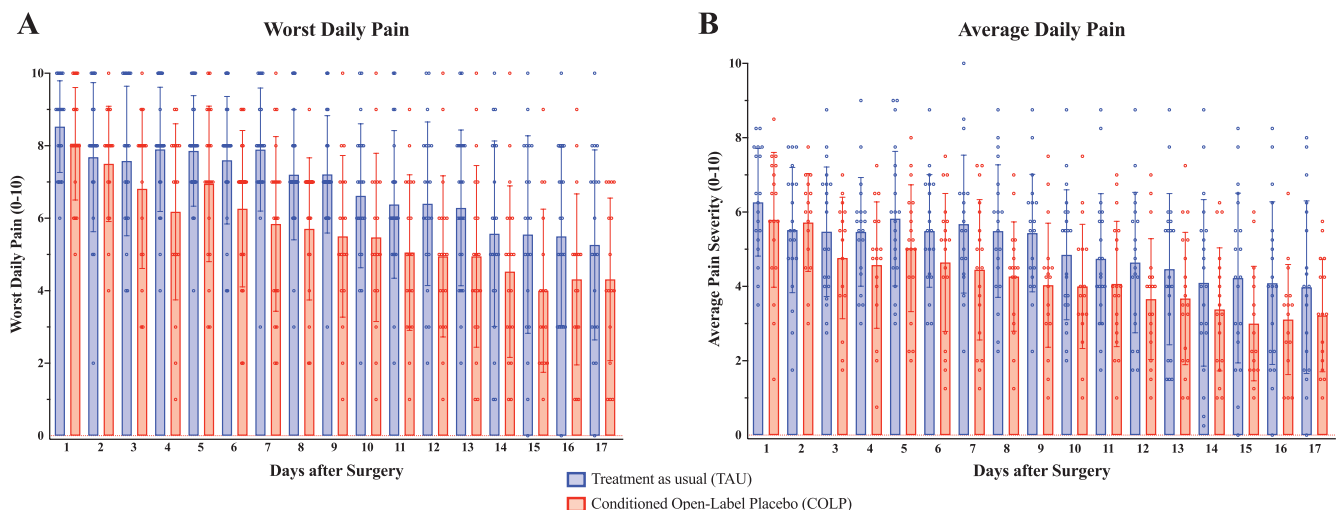 A
Worst Daily Pain
Worst Daily Pain (0-10)
10
8
6
4
2
0
1 2 3 4 5 6 7 8 9 10 11 12 13 14 15 16 17
Days after Surgery
B
Average Daily Pain
Average Pain Severity (0-10)
10
8
6
4
2
0
1 2 3 4 5 6 7 8 9 10 11 12 13 14 15 16 17
Days after Surgery
Treatment as usual (TAU)
Conditioned Open-Label Placebo (COLP)